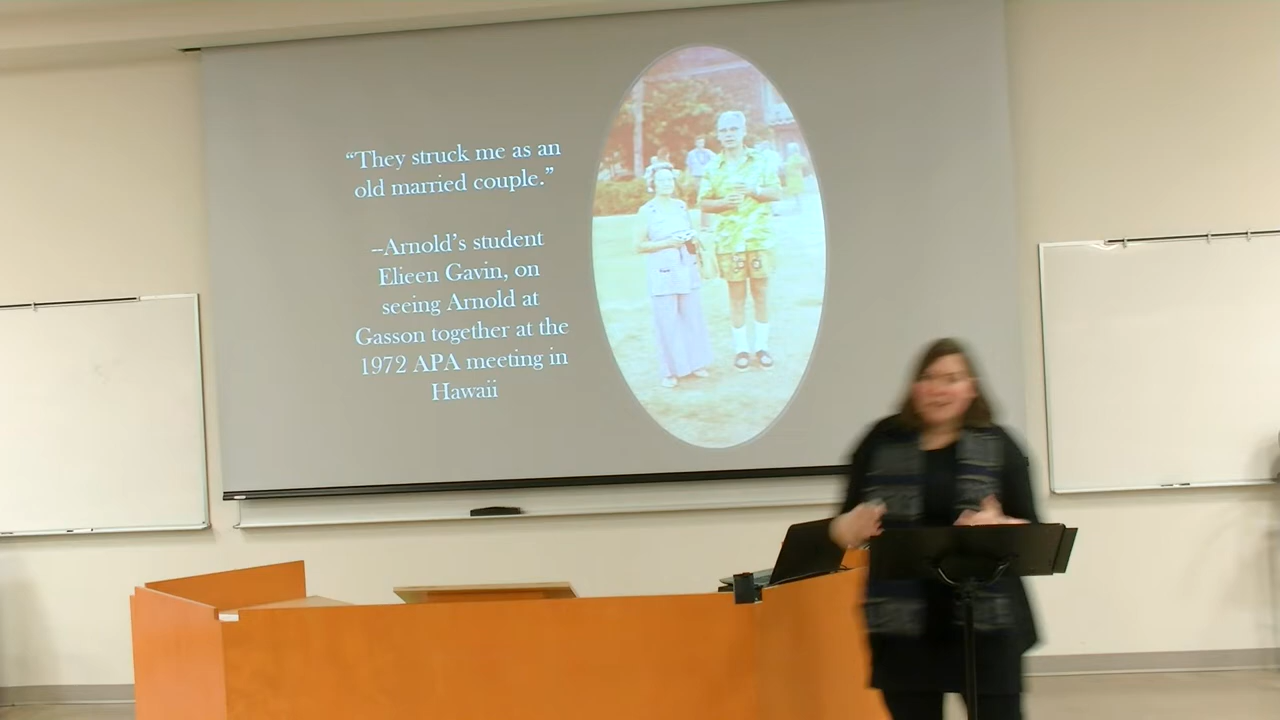 “They struck me as an
old married couple.”
--Arnold’s student
Elieen Gavin, on
seeing Arnold at
Gasson together at the
1972 APA meeting in
Hawaii